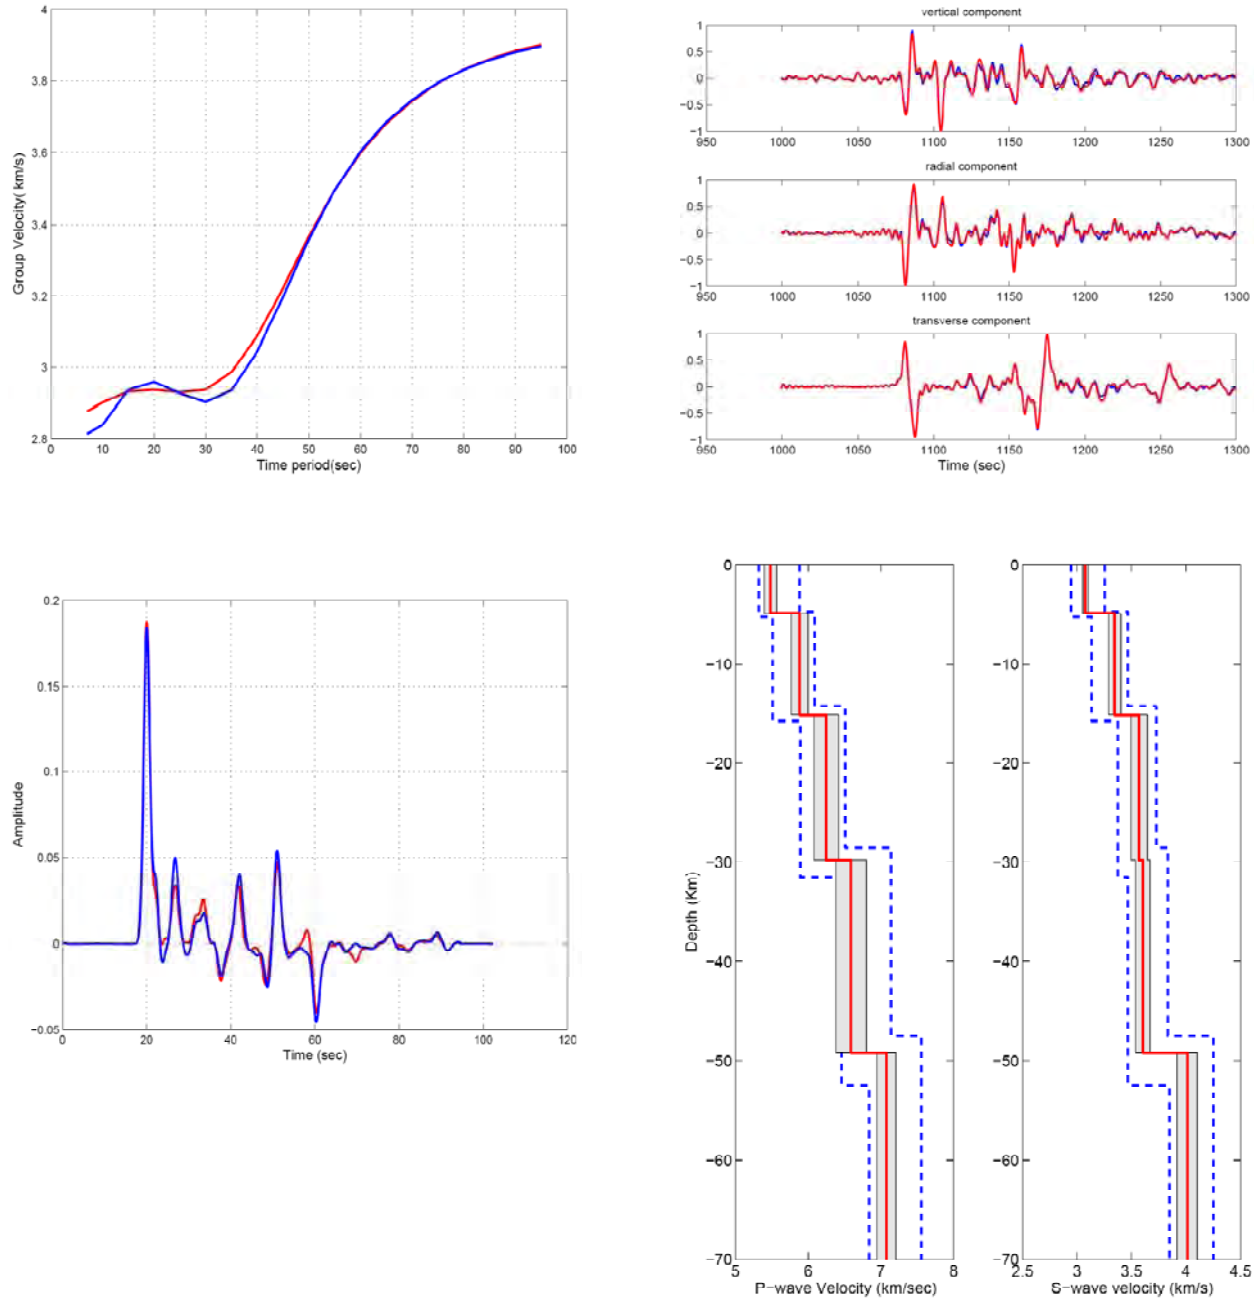 4
3.8
3.6
3.4
3.2
3
2.8
Group Velocity( km/s)
0 10 20 30 40 50 60 70 80 90 100
Time period(sec)
vertical component
1
0.5
0
−0.5
−1
950 1000 1050 1100 1150 1200 1250 1300
radial component
1
0.5
0
−0.5
−1
950 1000 1050 1100 1150 1200 1250 1300
transverse component
1
0.5
0
−0.5
−1
950 1000 1050 1100 1150 1200 1250 1300
Time (sec)
0.2
0.15
0.1
0.05
0
−0.05
Amplitude
0 20 40 60 80 100 120
Time (sec)
0
−10
−20
−30
−40
−50
−60
−70
Depth (Km)
5 6 7 8
P−wave Velocity (km/sec)
0
−10
−20
−30
−40
−50
−60
−70
2.5 3 3.5 4 4.5
S−wave velocity (km/s)